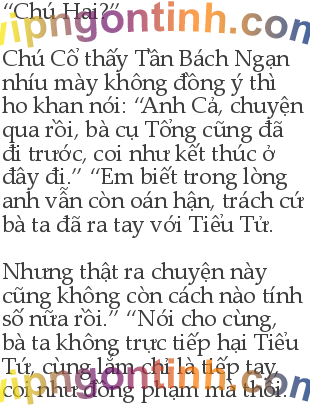 “Chú Hai?”
vipngontinh.com
Chú Cổ thấy Tần Bách Ngạn
nhíu mày không đồng ý thì
ho khan nói: “Anh Cả, chuyện
qua rồi, bà cụ Tổng cũng đã
đi trước, coi như kết thúc ở
đây đi.” “Em biết trong lòng
anh vẫn còn oán hận, trách cứ
bà ta đã ra tay với Tiểu Tứ.
Nhưng thật ra chuyện này
cũng không còn cách nào tính
số nữa rồi.” “Nói cho cùng,
bà ta không trực tiếp hại Tiểu
Tứ, cùng lắm chỉ là tiếp tay,
coi như đồng phạm mà thôi.
vipngontinh.com